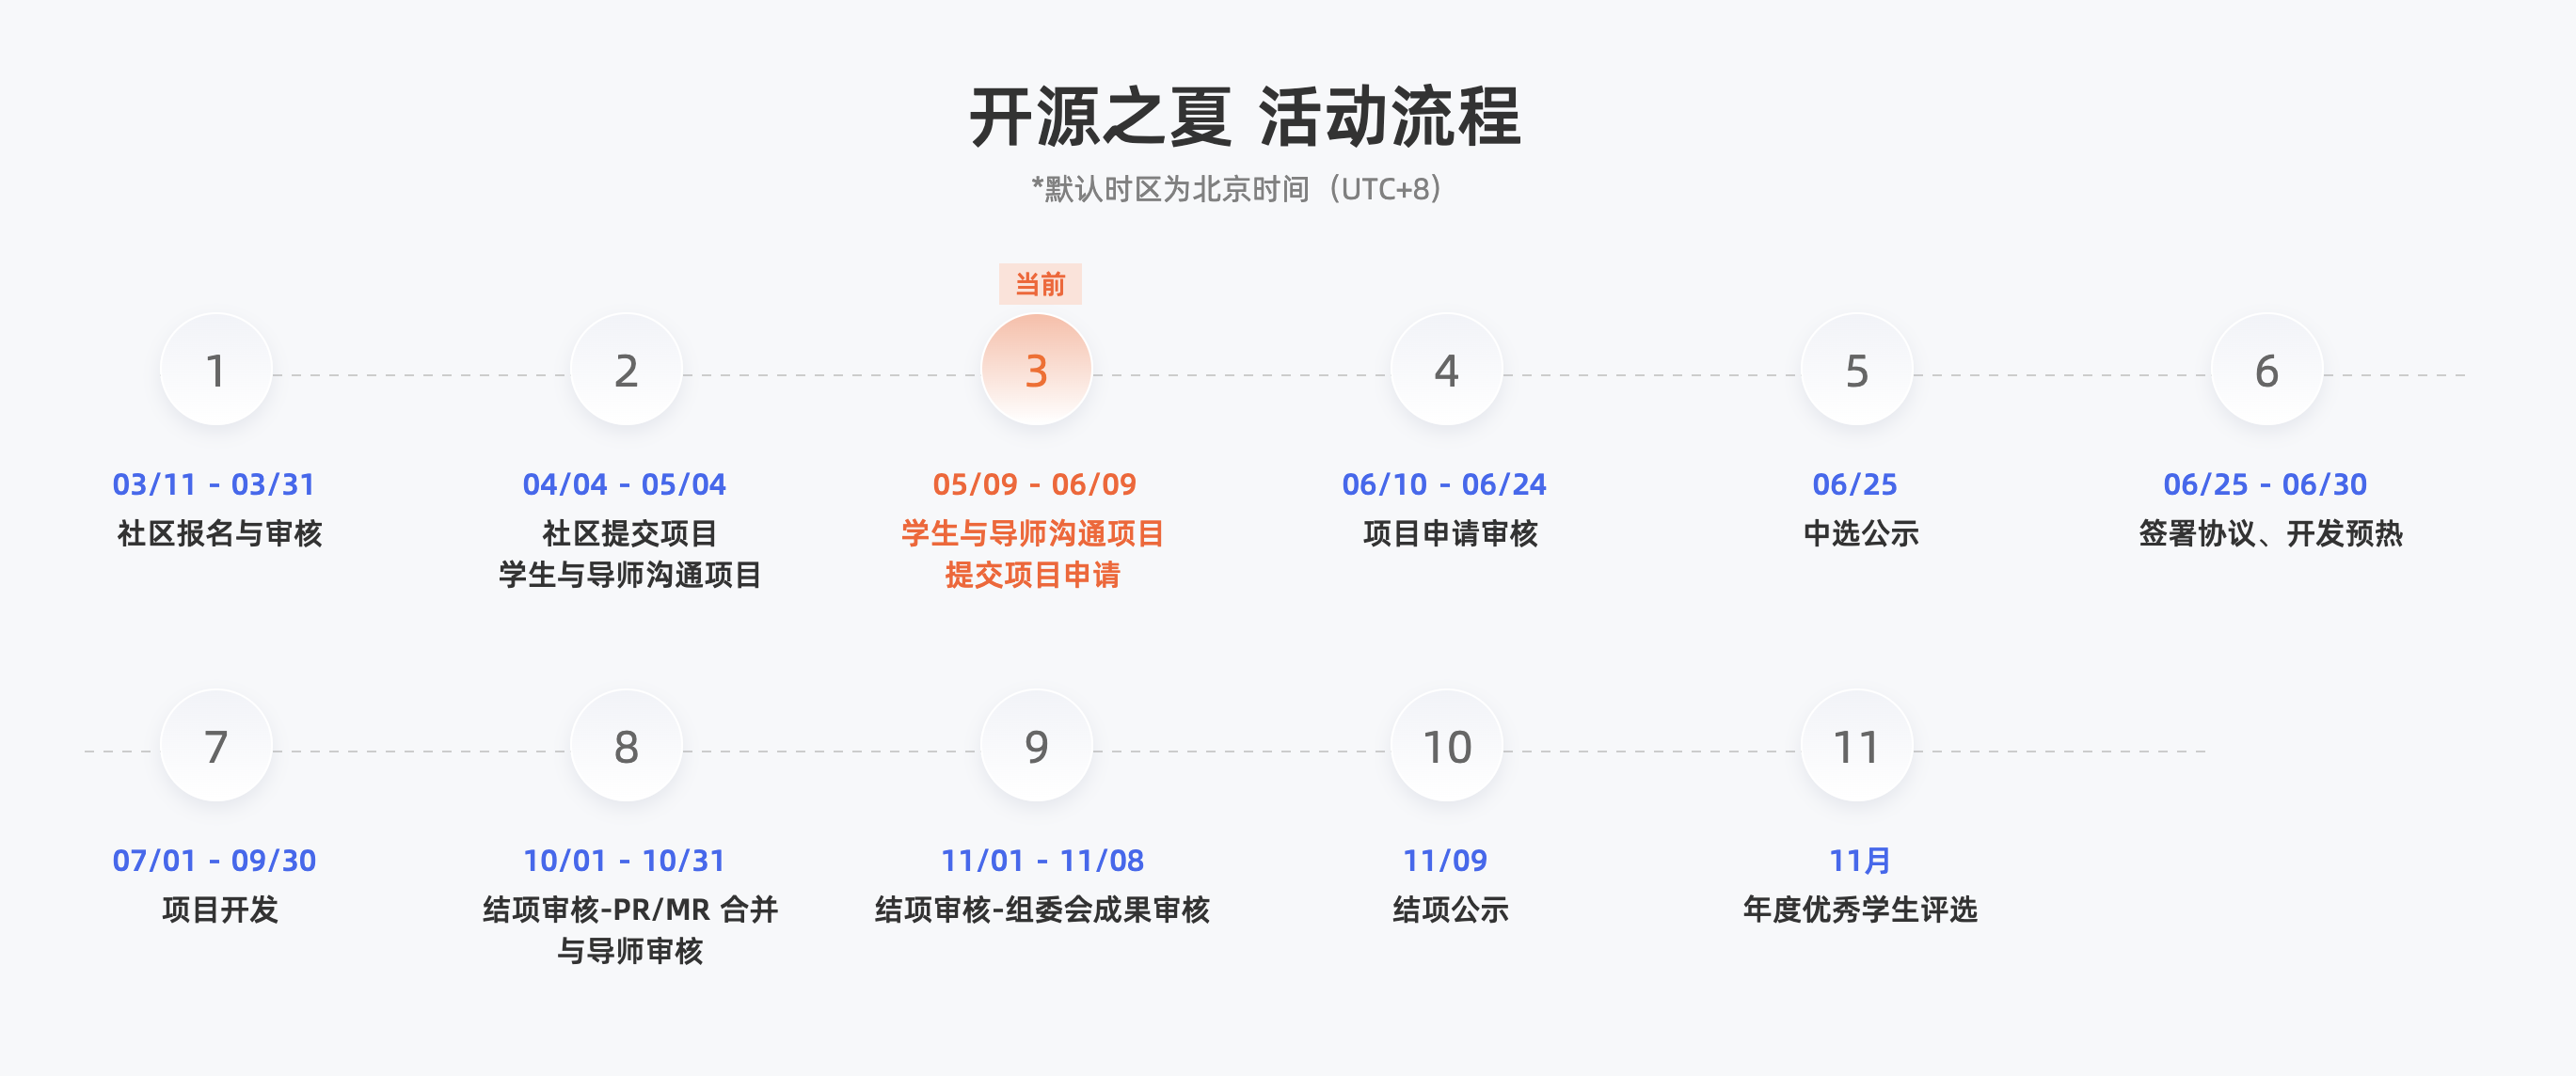 开源之夏 活动流程
*默认时区为北京时间（UTC+8）
当前
1
2
3
4
5
6
03/11 - 03/31
社区报名与审核
04/04 - 05/04
社区提交项目
学生与导师沟通项目
05/09 - 06/09
学生与导师沟通项目
提交项目申请
06/10 - 06/24
项目申请审核
06/25
中选公示
06/25 - 06/30
签署协议、开发预热
7
8
9
10
11
07/01 - 09/30
项目开发
10/01 - 10/31
结项审核-PR/MR 合并
与导师审核
11/01 - 11/08
结项审核-组委会成果审核
11/09
结项公示
11月
年度优秀学生评选